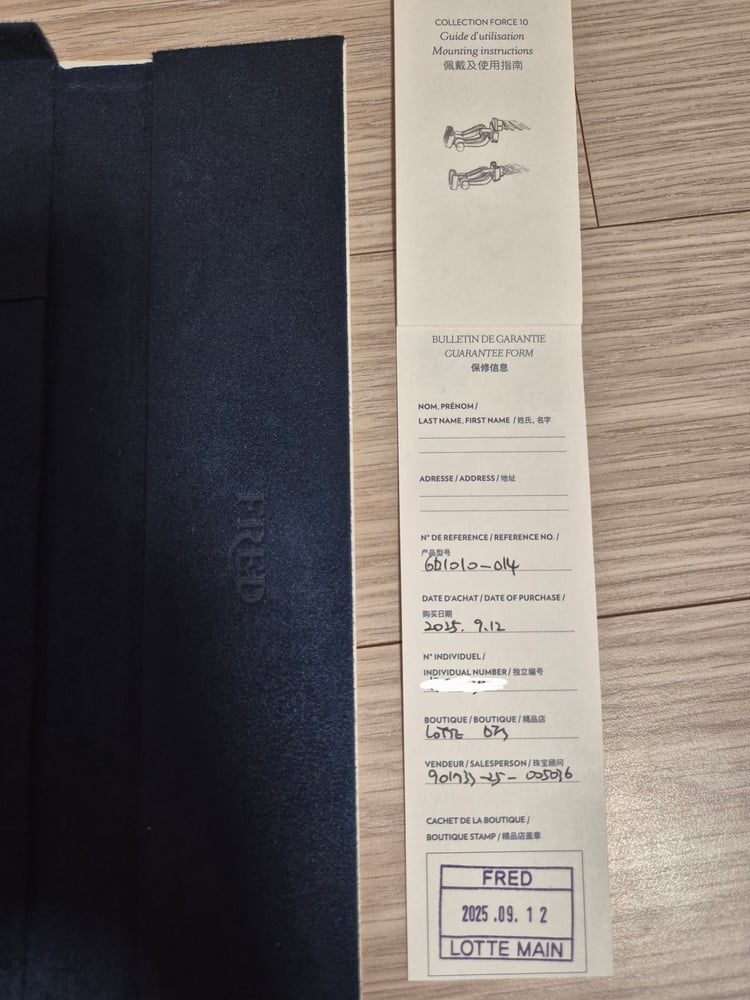 COLLECTION FORCE 10
Guide d'utilisation
Mounting instructions
佩戴及使用指南
BULLETIN DE GARANTIE
GUARANTEE FORM
保修信息
NOM, PRÉNOM /
LAST NAME, FIRST NAME / 姓氏, 名字
ADRESSE / ADDRESS / 地址
N° DE REFERENCE / REFERENCE NO. /
产品型号
6B1010-014
DATE D'ACHAT / DATE OF PURCHASE /
购买日期
2025. 9.12
N° INDIVIDUEL /
INDIVIDUAL NUMBER / 独立编号
BOUTIQUE / BOUTIQUE / 精品店
LOTTE
VENDEUR / SALESPERSON / 珠宝顾问
CACHET DE LA BOUTIQUE /
BOUTIQUE STAMP / 精品店盖章
FRED
2025.09.12
LOTTE MAIN
FRED